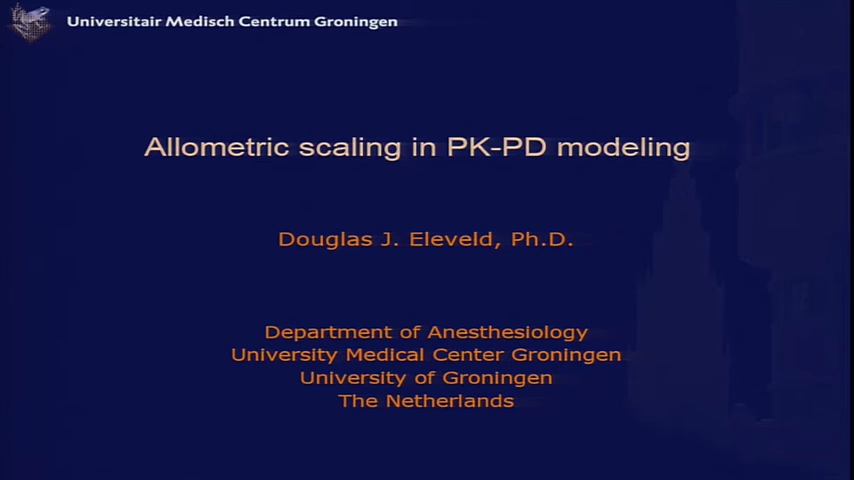 Universitair Medisch Centrum Groningen
Allometric scaling in PK-PD modeling
Douglas J. Eleveld, Ph.D.
Department of Anesthesiology
University Medical Center Groningen
University of Groningen
The Netherlands